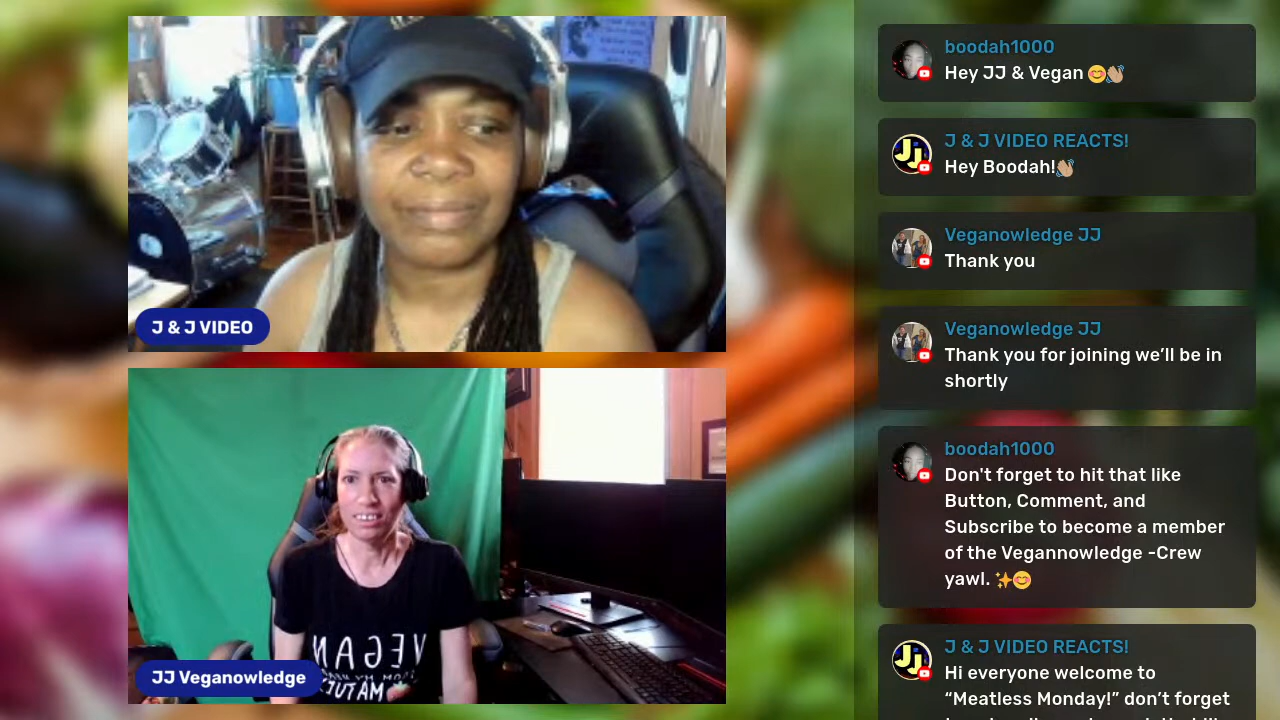 J & J VIDEO
VEGAN
JJ Veganowledge
boodah1000
Hey JJ & Vegan 😊👋🏼
J & J VIDEO REACTS!
Hey Boodah!👋🏼
Veganowledge JJ
Thank you
Veganowledge JJ
Thank you for joining we’ll be in
shortly
boodah1000
Don't forget to hit that like
Button, Comment, and
Subscribe to become a member
of the Vegannowledge -Crew
yawl. ✨😊
J & J VIDEO REACTS!
Hi everyone welcome to
“Meatless Monday!” don’t forget